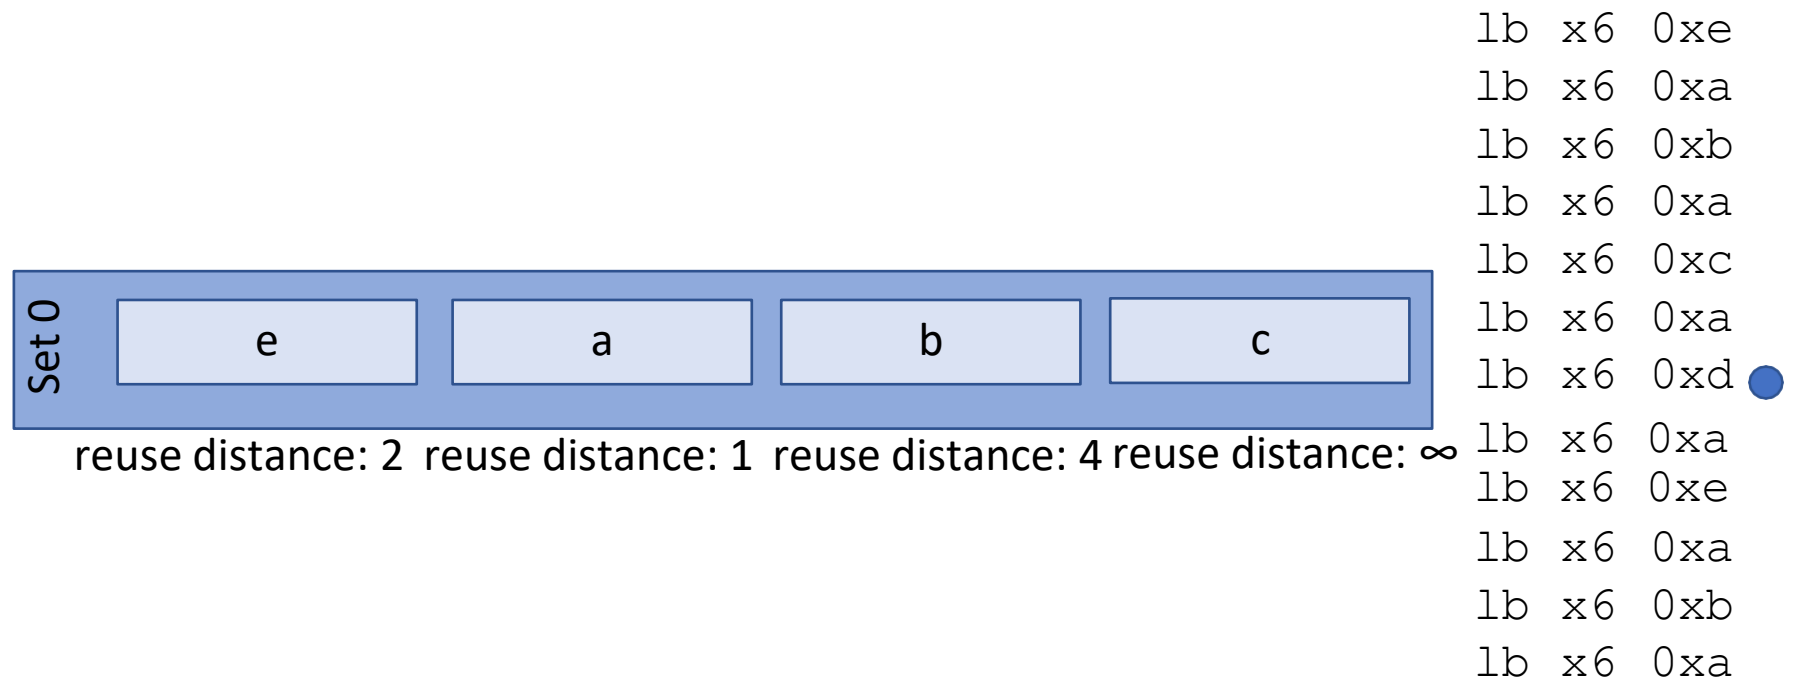 lb x6 0xe
lb x6 0xa
lb x6 0xb
lb x6 0xa
lb x6 0xc
lb x6 0xa
lb x6 0xd
lb x6 0xa
lb x6 0xe
lb x6 0xa
lb x6 0xb
lb x6 0xa
Set 0
e
a
b
c
reuse distance: 2
reuse distance: 1
reuse distance: 4
reuse distance: ∞